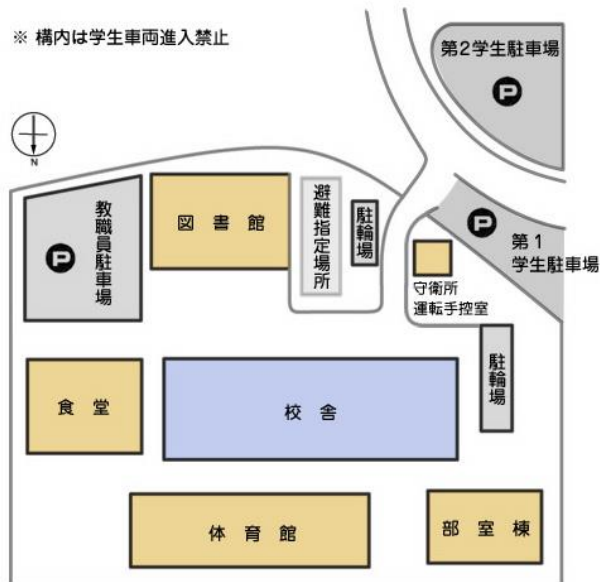 ※ 構内は学生車両進入禁止
第2学生駐車場
P
N
教職員駐車場
P
図書館
避難指定場所
駐輪場
P
第1
学生駐車場
守衛所
運転手控室
駐輪場
食堂
校舎
体育館
部室棟